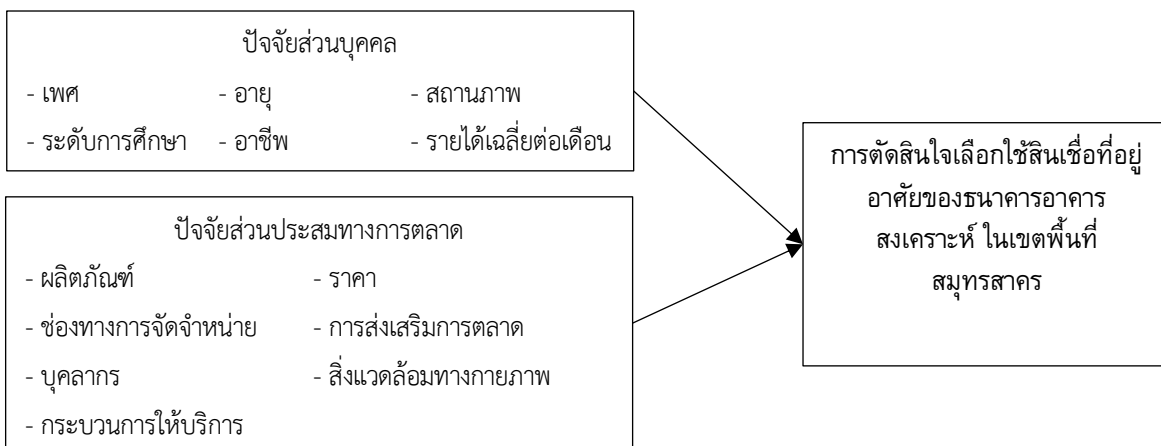 ปัจจัยส่วนบุคคล
- เพศ - อายุ - สถานภาพ
- ระดับการศึกษา - อาชีพ - รายได้เฉลี่ยต่อเดือน
การตัดสินใจเลือกใช้สินเชื่อที่อยู่
อาศัยของธนาคารอาคาร
สงเคราะห์ ในเขตพื้นที่
สมุทรสาคร
ปัจจัยส่วนประสมทางการตลาด
- ผลิตภัณฑ์ - ราคา
- ช่องทางการจัดจำหน่าย - การส่งเสริมการตลาด
- บุคลากร - สิ่งแวดล้อมทางกายภาพ
- กระบวนการให้บริการ